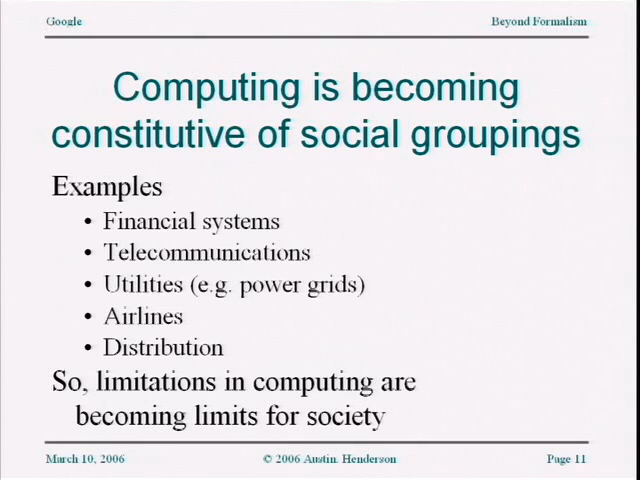 Google
Beyond Formalism
Computing is becoming
constitutive of social groupings
Examples
• Financial systems
• Telecommunications
• Utilities (e.g. power grids)
• Airlines
• Distribution
So, limitations in computing are
becoming limits for society
March 10, 2006
© 2006 Austin Henderson
Page 11